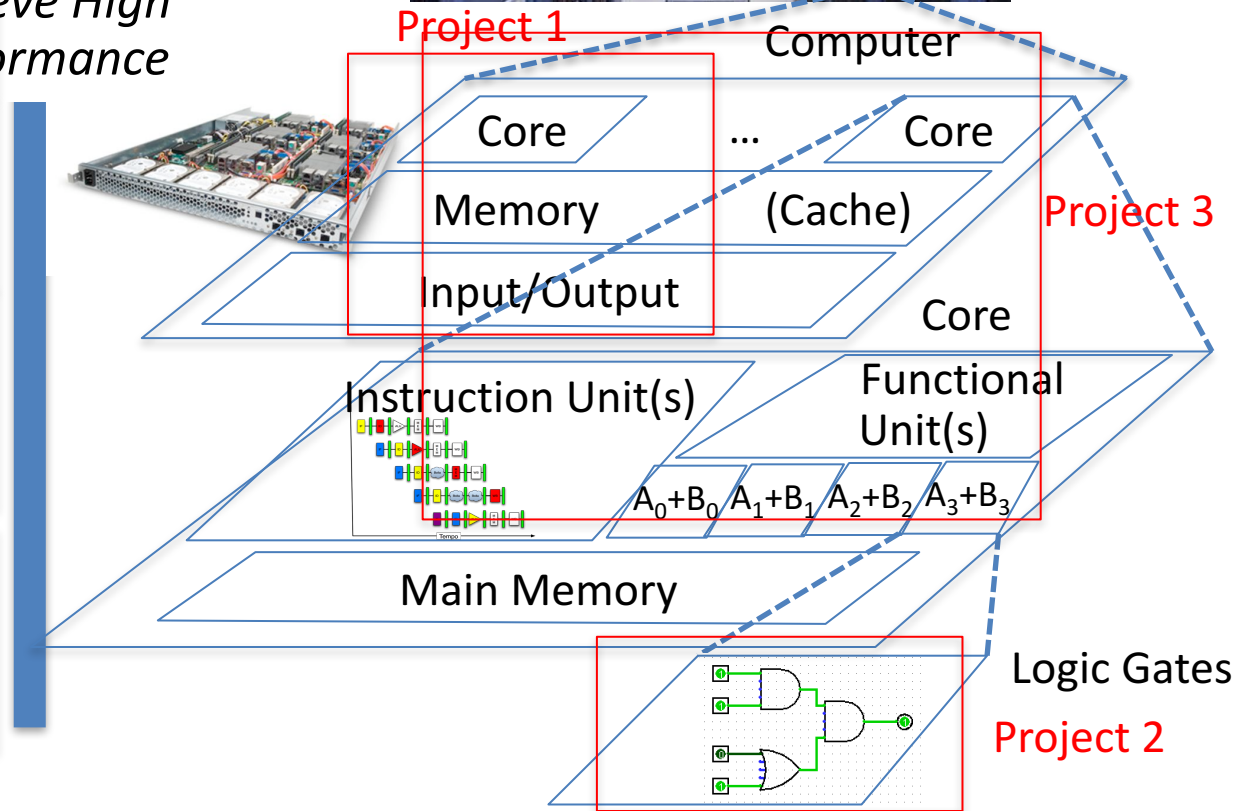 eve High
ormance
Project 1
Computer
Core ... Core
Memory (Cache)
Project 3
Input/Output
Core
Instruction Unit(s)
Functional
Unit(s)
A0+B0 A1+B1 A2+B2 A3+B3
Tempo
Main Memory
Logic Gates
Project 2